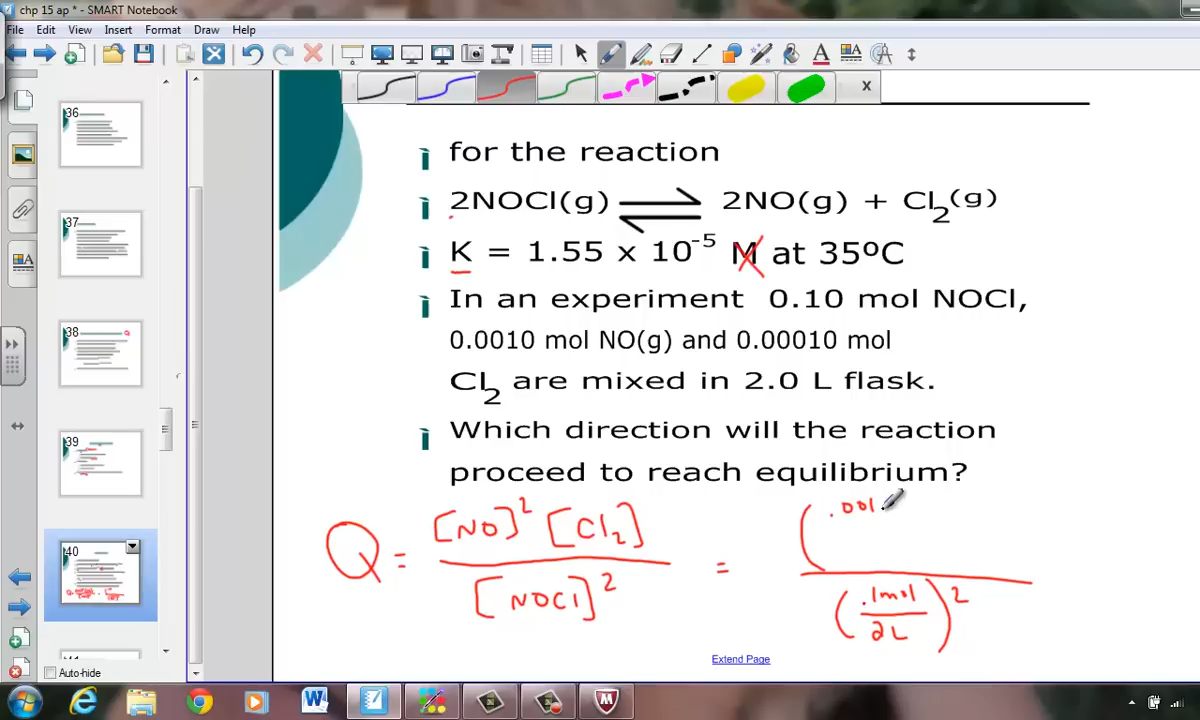 chp 15 ap * - SMART Notebook
File Edit View Insert Format Draw Help
x
36
37
38
39
40
Auto-hide
for the reaction
2NOCl(g) ⇌ 2NO(g) + Cl₂(g)
K = 1.55 x 10⁻⁵ M at 35ºC
In an experiment 0.10 mol NOCl,
0.0010 mol NO(g) and 0.00010 mol
Cl₂ are mixed in 2.0 L flask.
Which direction will the reaction
proceed to reach equilibrium?
Q = [NO]² [Cl₂] / [NOCl]² = ( .001 / ( .1mol / 2L )²
Extend Page